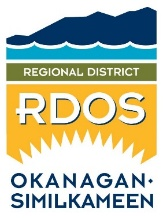 REGIONAL DISTRICT
RDOS
OKANAGAN•
SIMILKAMEEN